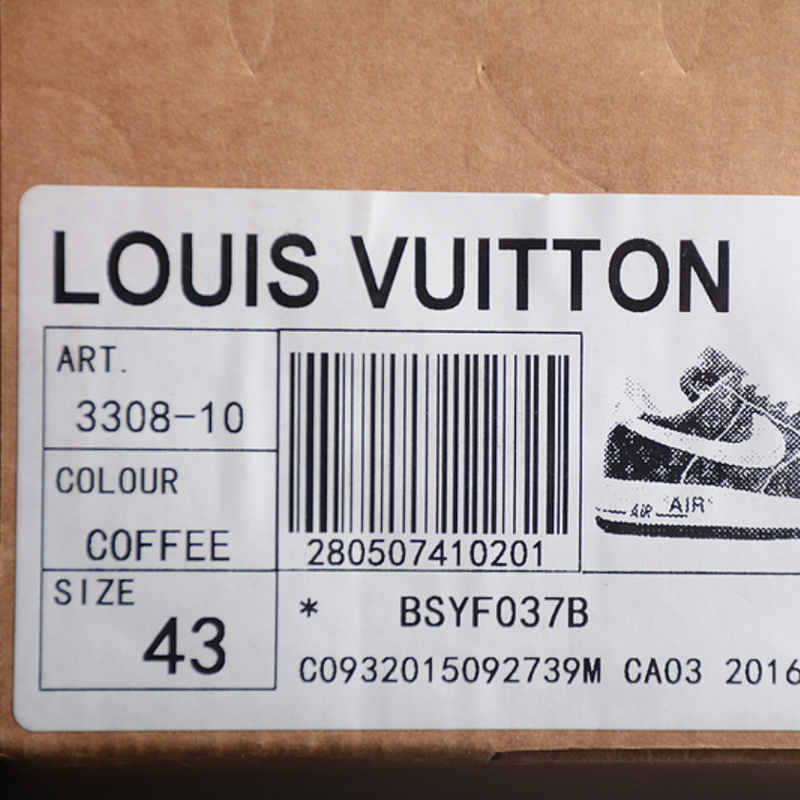 LOUIS VUITTON
ART.
3308-10
COLOUR
COFFEE
SIZE
43
280507410201
* BSYF037B
C0932015092739M CA03 2016
AIR "AIR"